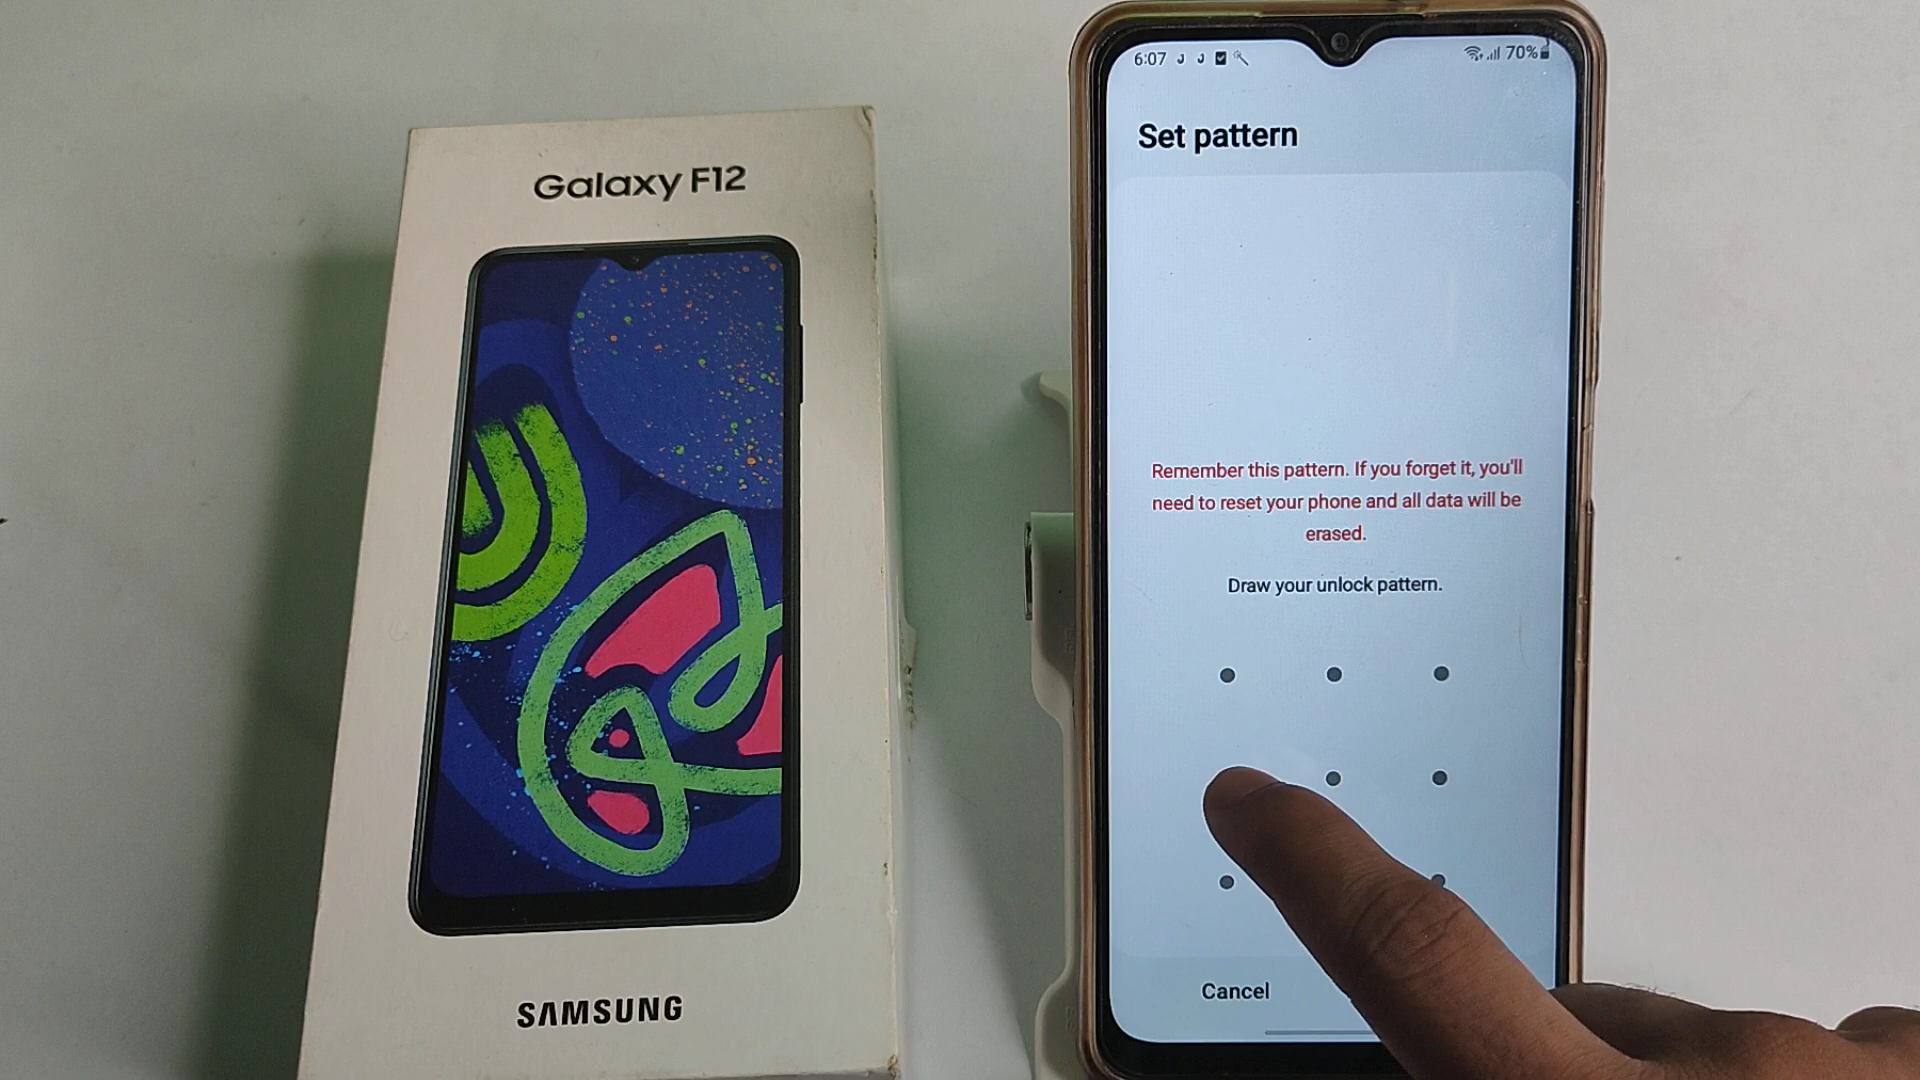 Galaxy F12
SAMSUNG
6:07
70%
Set pattern
Remember this pattern. If you forget it, you'll
need to reset your phone and all data will be
erased.
Draw your unlock pattern.
Cancel